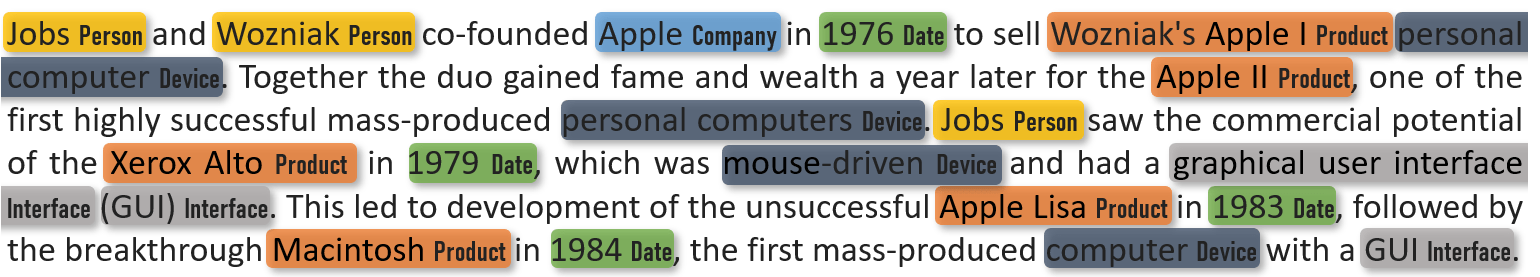 Jobs Person and Wozniak Person co-founded Apple Company in 1976 Date to sell Wozniak's Apple I Product personal
computer Device. Together the duo gained fame and wealth a year later for the Apple II Product, one of the
first highly successful mass-produced personal computers Device. Jobs Person saw the commercial potential
of the Xerox Alto Product in 1979 Date, which was mouse-driven Device and had a graphical user interface
Interface (GUI) Interface. This led to development of the unsuccessful Apple Lisa Product in 1983 Date, followed by
the breakthrough Macintosh Product in 1984 Date, the first mass-produced computer Device with a GUI Interface.